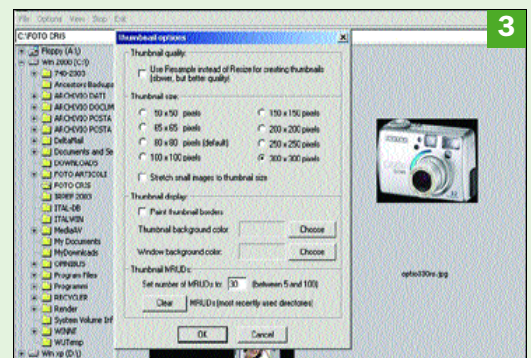 3
File Options View Stop Exit
C:\FOTO CRIS
Floppy (A:\)
Win 2000 (C:\)
740-2003
Ancestors Backups
ARCHIVIO DATI
ARCHIVIO DOCUM
ARCHIVIO POSTA
ARCHIVIO POSTA
DeltaMail
Documents and Se
DOWNLOADS
FOTO ARTICOLI
FOTO CRIS
ITAL-DB
ITALWIN
MediaAV
My Documents
MyDownloads
OMNIBUS
Program Files
Programmi
RECYCLER
Render
System Volume Inf
WINNT
WUTemp
Win xp (D:\)
Thumbnail options
Thumbnail quality:
Use Resample instead of Resize for creating thumbnails
(slower, but better quality)
Thumbnail size:
50 x 50 pixels
65 x 65 pixels
80 x 80 pixels (default)
100 x 100 pixels
150 x 150 pixels
200 x 200 pixels
250 x 250 pixels
300 x 300 pixels
Stretch small images to thumbnail size
Thumbnail display:
Paint thumbnail borders
Thumbnail background color:
Choose
Window background color:
Choose
Thumbnail MRUDs:
Set number of MRUDs to: 30 (between 5 and 100)
Clear MRUDs (most recently used directories)
OK Cancel
optio330rs.jpg